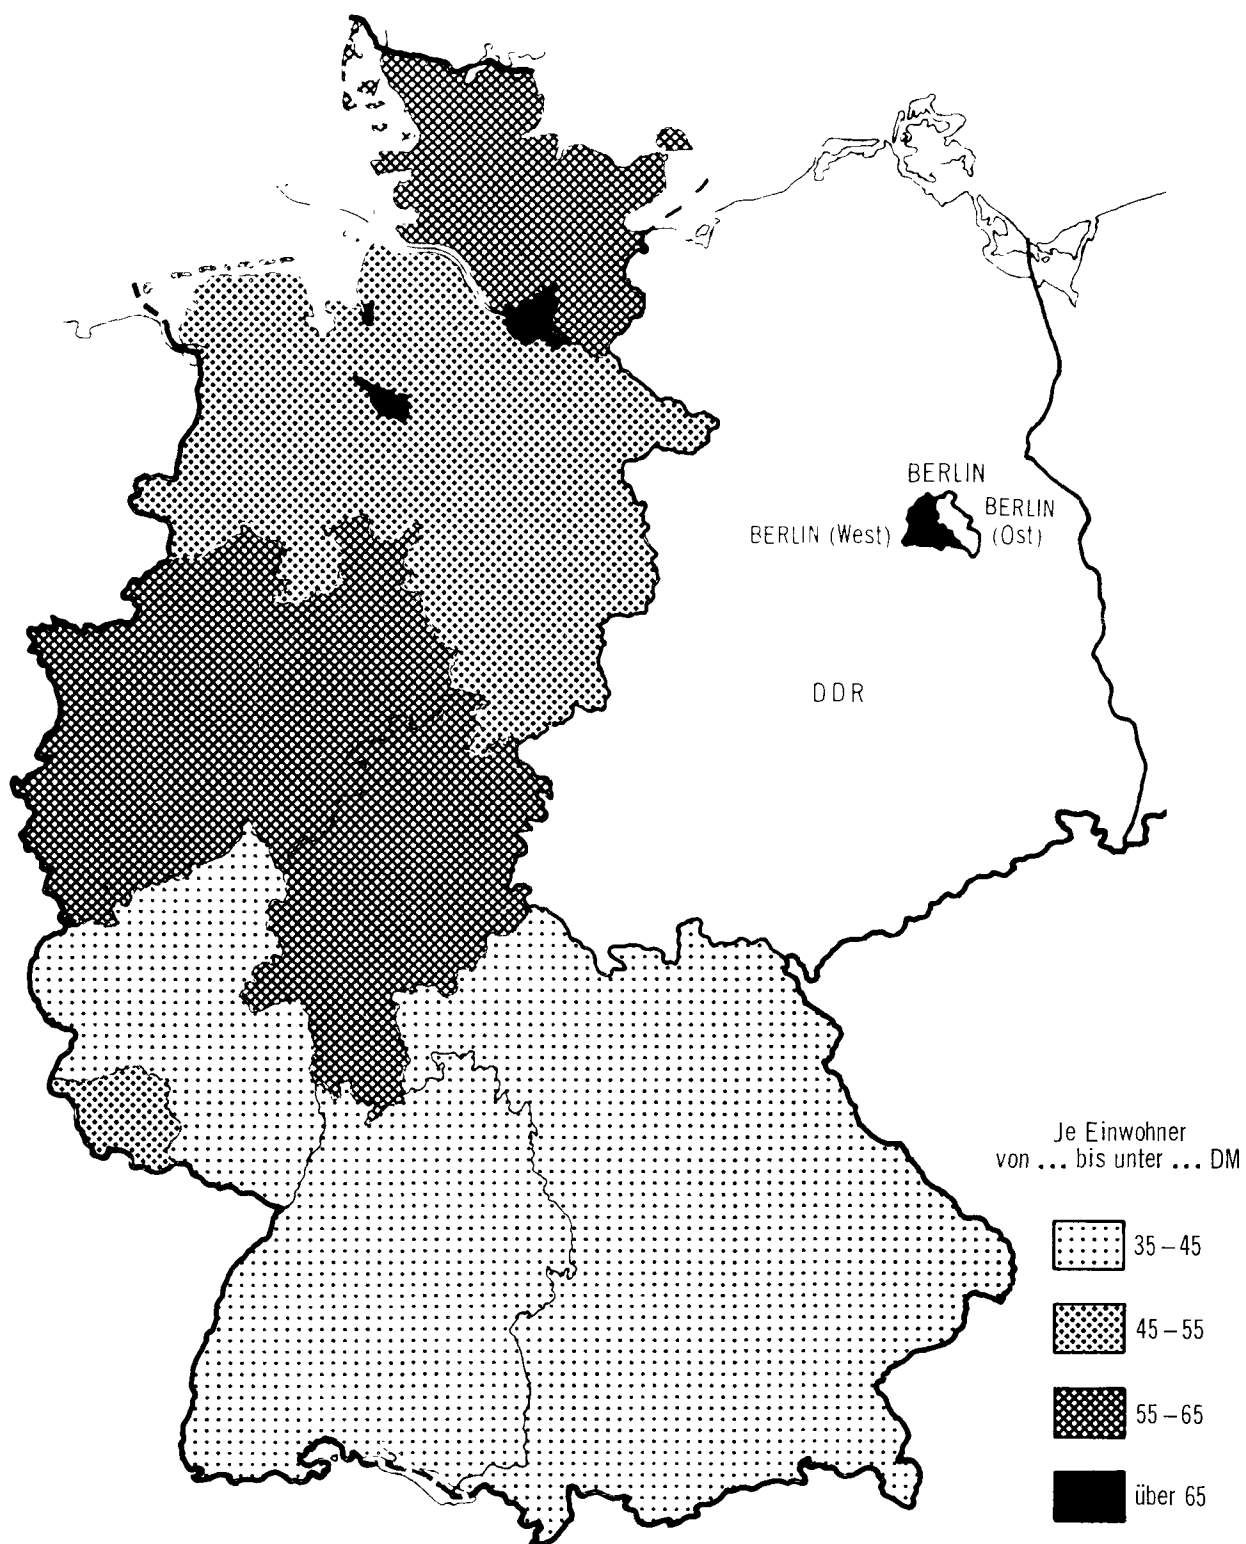 BERLIN
BERLIN (West)
BERLIN
(Ost)
DDR
Je Einwohner
von ... bis unter ... DM
35–45
45–55
55–65
über 65